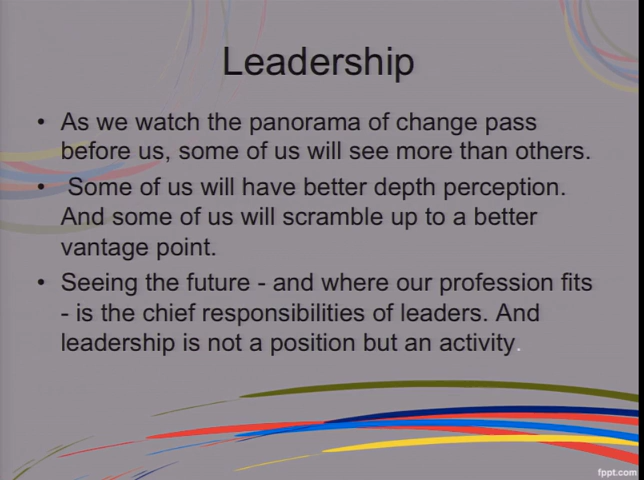 Leadership
• As we watch the panorama of change pass
before us, some of us will see more than others.
• Some of us will have better depth perception.
And some of us will scramble up to a better
vantage point.
• Seeing the future - and where our profession fits
- is the chief responsibilities of leaders. And
leadership is not a position but an activity.
fppt.com